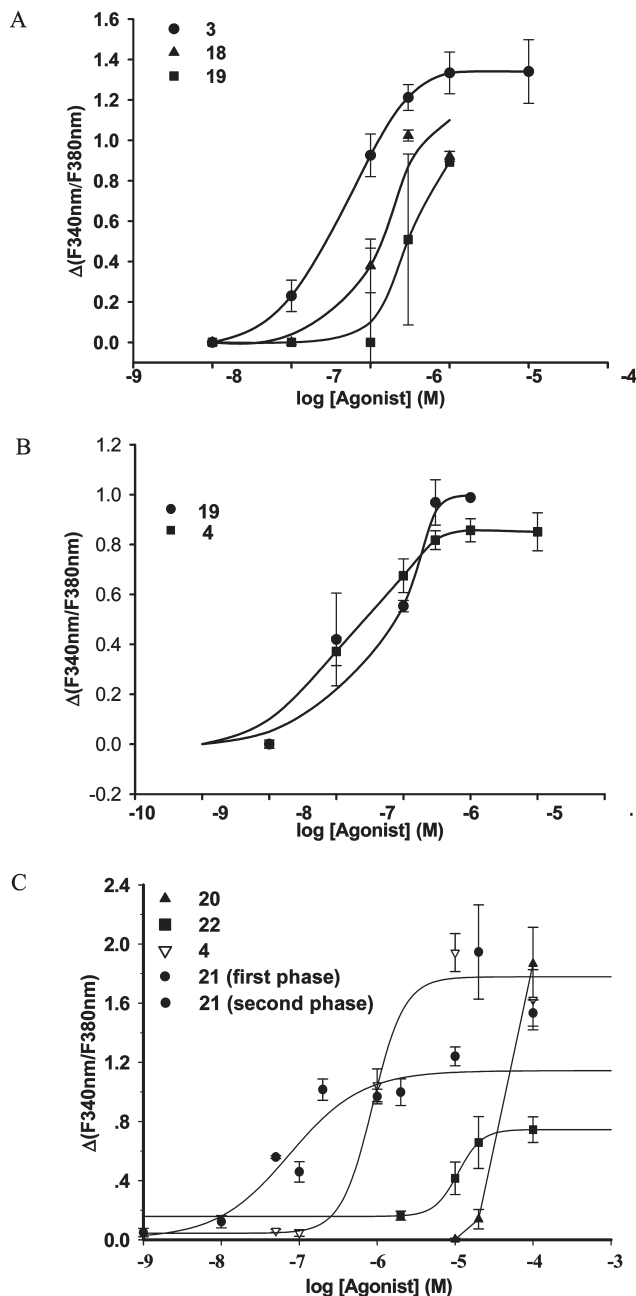 A
3
18
19
1.6
1.4
1.2
1.0
0.8
0.6
0.4
0.2
0.0
Δ(F340nm/F380nm)
-9 -8 -7 -6 -5 -4
log [Agonist] (M)
B
19
4
1.2
1.0
0.8
0.6
0.4
0.2
0.0
-0.2
Δ(F340nm/F380nm)
-10 -9 -8 -7 -6 -5 .
log [Agonist] (M)
C
20
22
4
21 (first phase)
21 (second phase)
2.4
2.0
1.6
1.2
.8
.4
0.0
Δ(F340nm/F380nm)
-9 -8 -7 -6 -5 -4 -3
log [Agonist] (M)